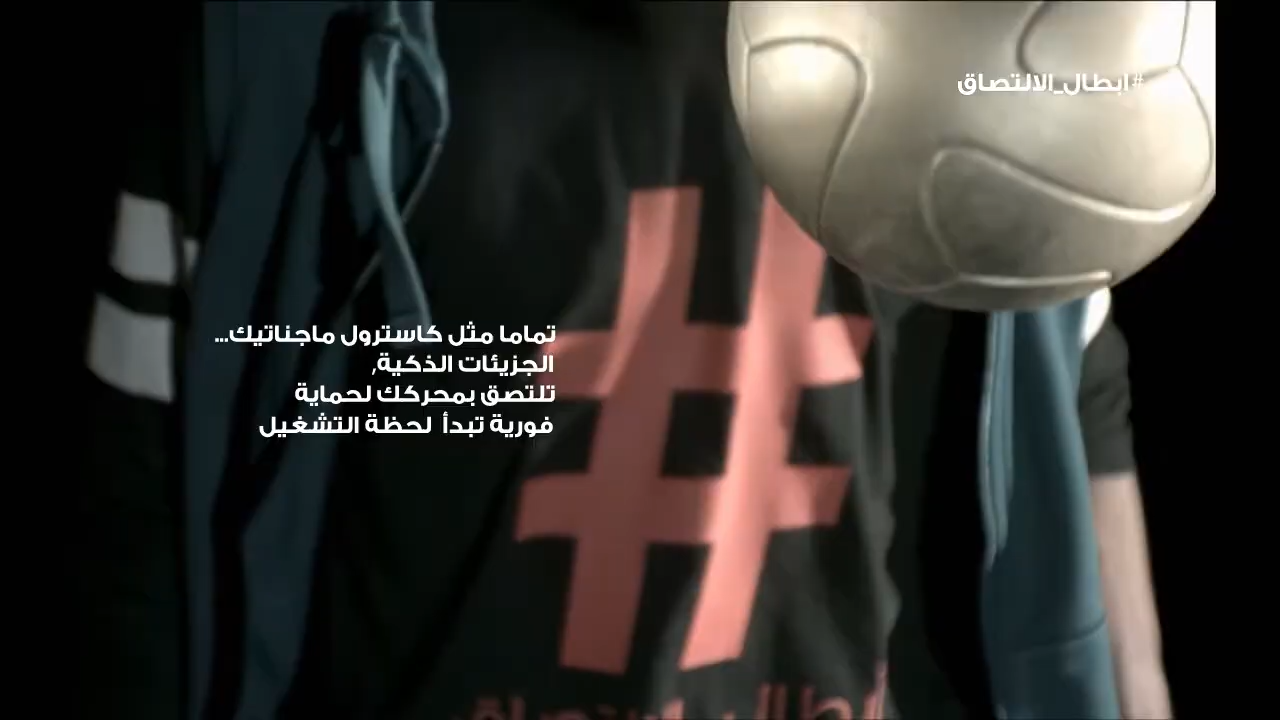 #ابطال_الالتصاق
تماما مثل كاسترول ماجناتيك...
الجزيئات الذكية,
تلتصق بمحركك لحماية
فورية تبدأ لحظة التشغيل
#